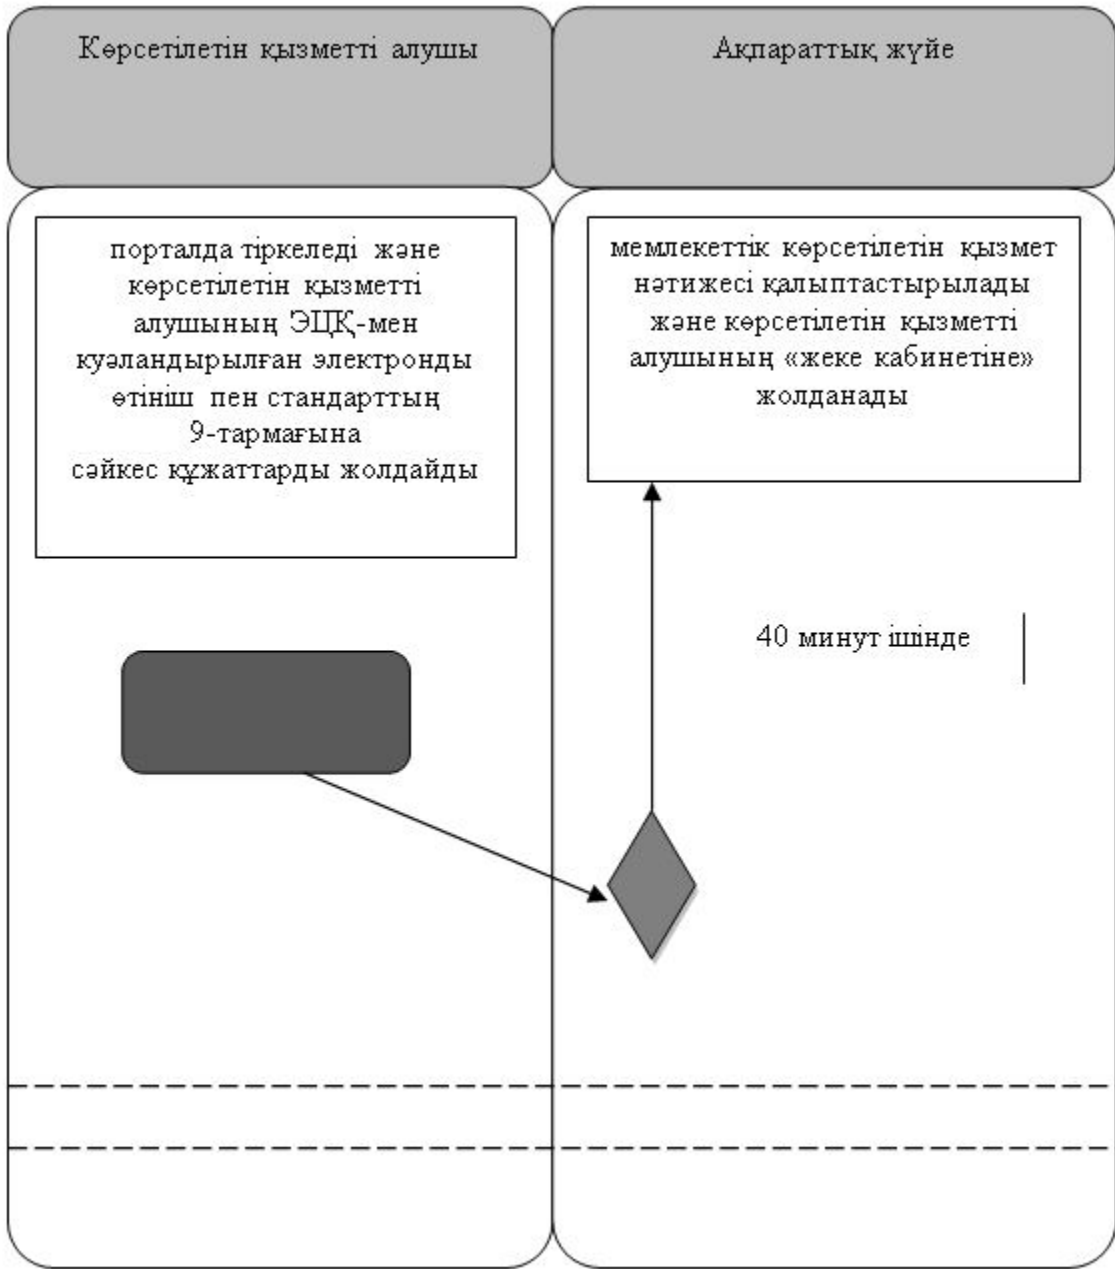 Көрсетілетін қызметті алушы
Ақпараттық жүйе
порталда тіркеледі және
көрсетілетін қызметті
алушының ЭЦҚ-мен
куәландырылған электронды
өтініш пен стандарттың
9-тармағына
сәйкес құжаттарды жолдайды
мемлекеттік көрсетілетін қызмет
нәтижесі қалыптастырылады
және көрсетілетін қызметті
алушының «жеке кабинетіне»
жолданады
40 минут ішінде